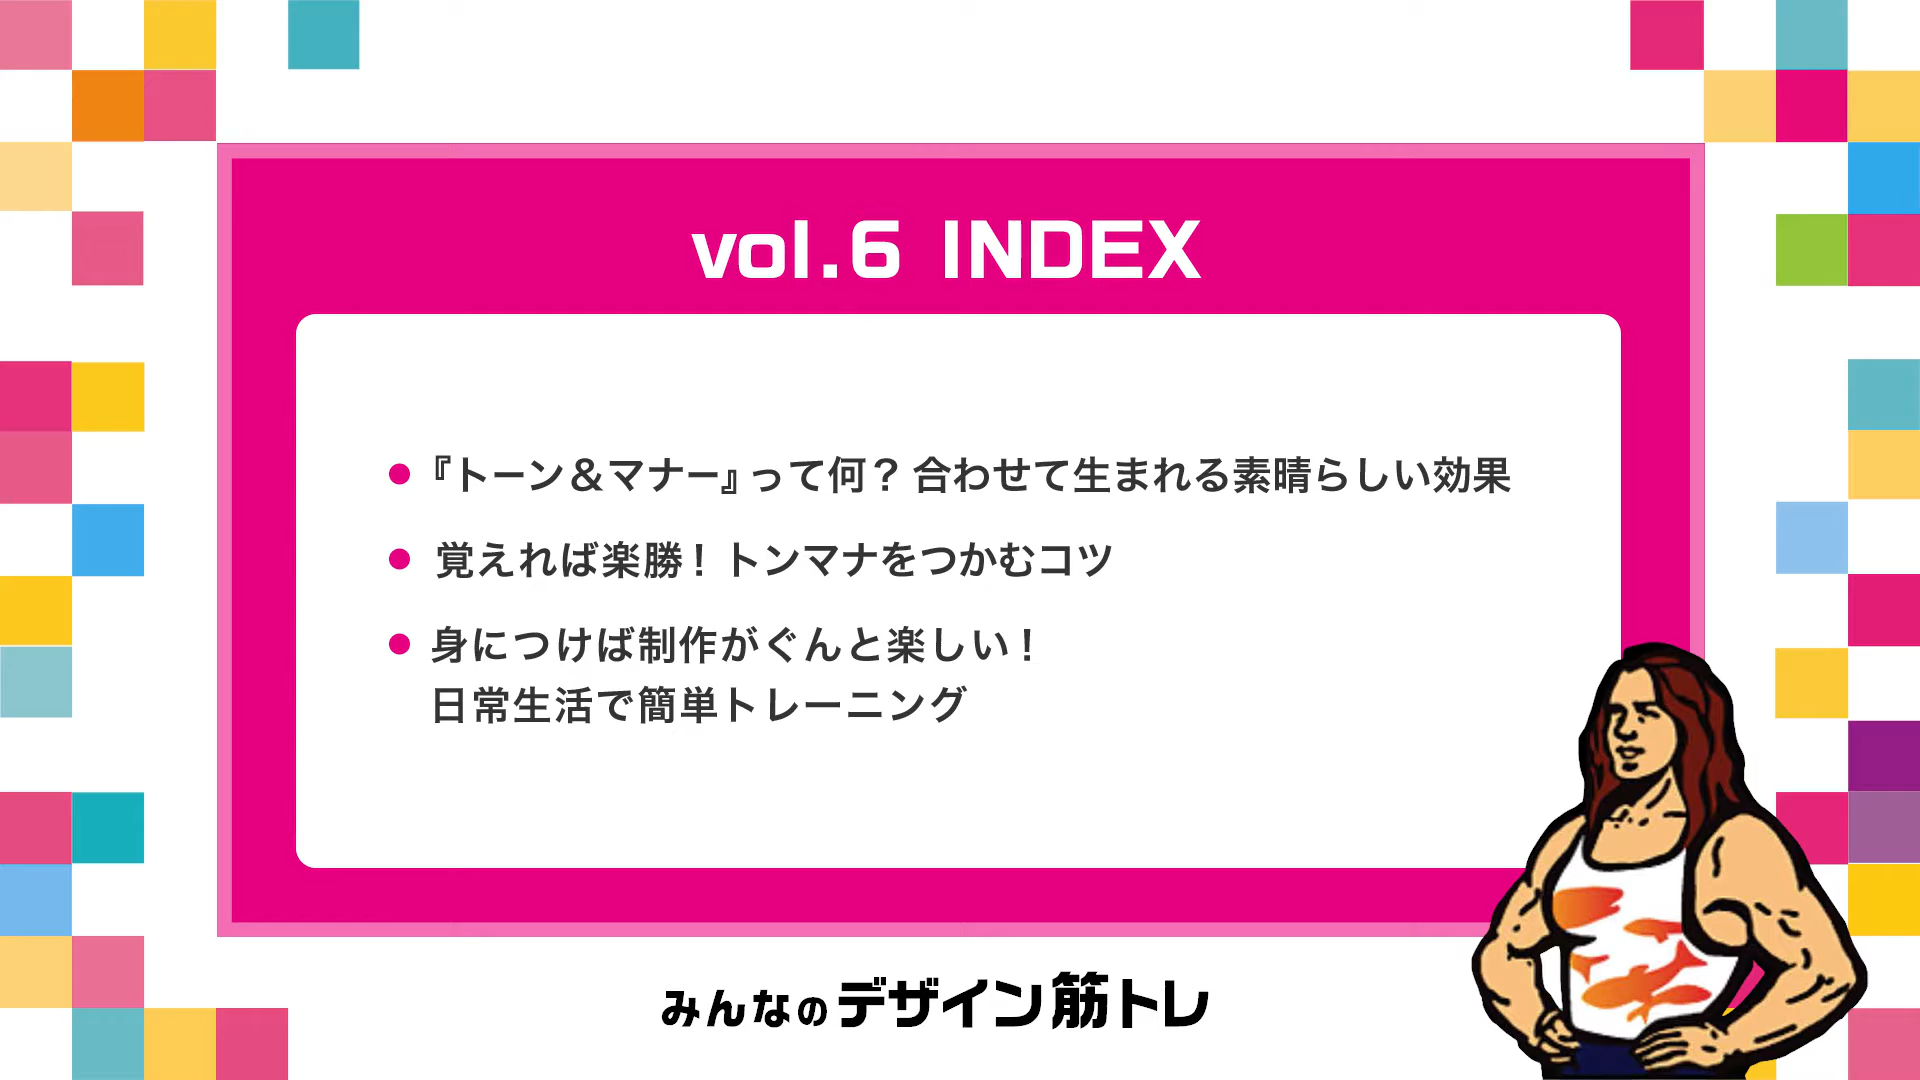 vol.6 INDEX
● 『トーン＆マナー』って何？合わせて生まれる素晴らしい効果
● 覚えれば楽勝！トンマナをつかむコツ
● 身につけば制作がぐんと楽しい！
日常生活で簡単トレーニング
みんなのデザイン筋トレ